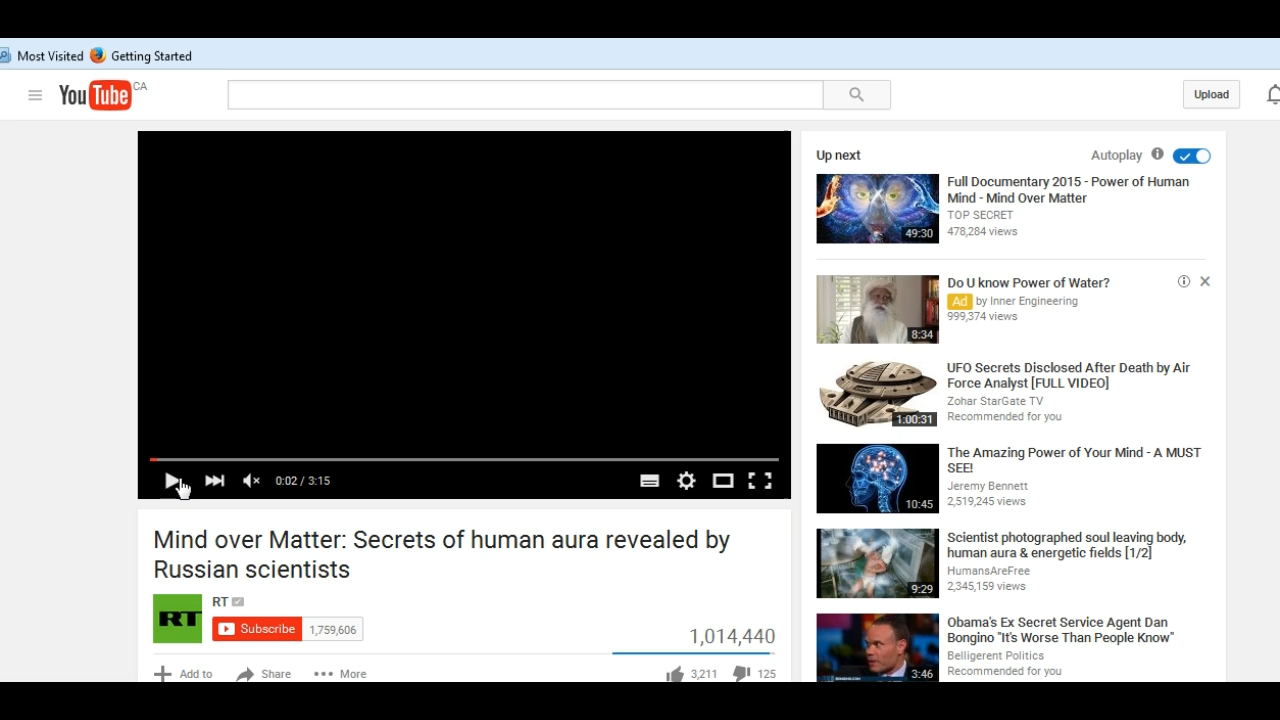 Most Visited Getting Started
YouTube CA
Upload
Up next
Autoplay
Full Documentary 2015 - Power of Human
Mind - Mind Over Matter
TOP SECRET
478,284 views
49:30
Do U know Power of Water?
Ad by Inner Engineering
999,374 views
8:34
UFO Secrets Disclosed After Death by Air
Force Analyst [FULL VIDEO]
Zohar StarGate TV
Recommended for you
1:00:31
The Amazing Power of Your Mind - A MUST
SEE!
Jeremy Bennett
2,519,245 views
10:45
Scientist photographed soul leaving body,
human aura & energetic fields [1/2]
HumansAreFree
2,345,159 views
9:29
Obama's Ex Secret Service Agent Dan
Bongino "It's Worse Than People Know"
Belligerent Politics
Recommended for you
3:46
0:02 / 3:15
Mind over Matter: Secrets of human aura revealed by
Russian scientists
RT
RT
Subscribe 1,759,606
1,014,440
Add to Share More
3,211 125